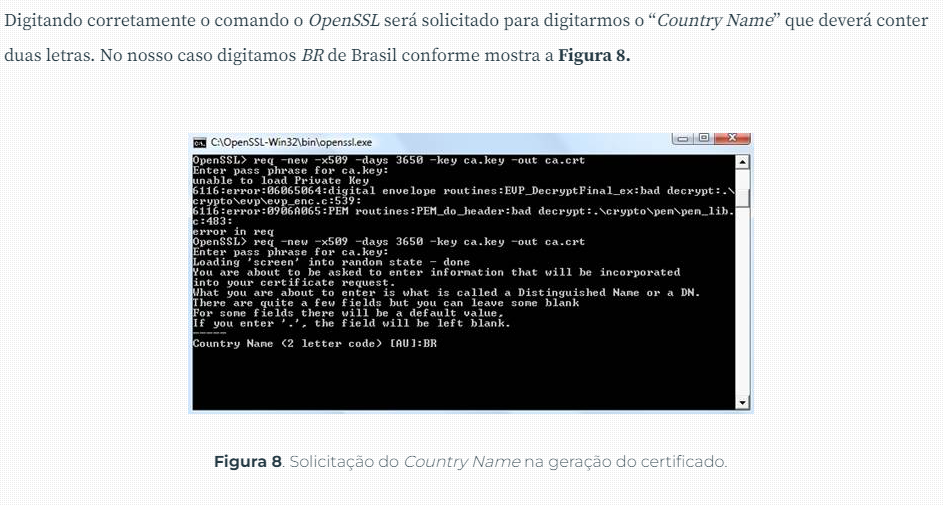 Digitando corretamente o comando o OpenSSL será solicitado para digitarmos o “Country Name” que deverá conter
duas letras. No nosso caso digitamos BR de Brasil conforme mostra a Figura 8.
C:\OpenSSL-Win32\bin\openssl.exe
OpenSSL> req -new -x509 -days 3650 -key ca.key -out ca.crt
Enter pass phrase for ca.key:
unable to load Private Key
6116:error:06065064:digital envelope routines:EVP_DecryptFinal_ex:bad decrypt:.\
crypto\evp\evp_enc.c:539:
6116:error:0906A065:PEM routines:PEM_do_header:bad decrypt:.\crypto\pem\pem_lib.
c:483:
error in req
OpenSSL> req -new -x509 -days 3650 -key ca.key -out ca.crt
Enter pass phrase for ca.key:
Loading 'screen' into random state - done
You are about to be asked to enter information that will be incorporated
into your certificate request.
What you are about to enter is what is called a Distinguished Name or a DN.
There are quite a few fields but you can leave some blank
For some fields there will be a default value,
If you enter '.', the field will be left blank.
-----
Country Name (2 letter code) [AU]:BR
Figura 8. Solicitação do Country Name na geração do certificado.